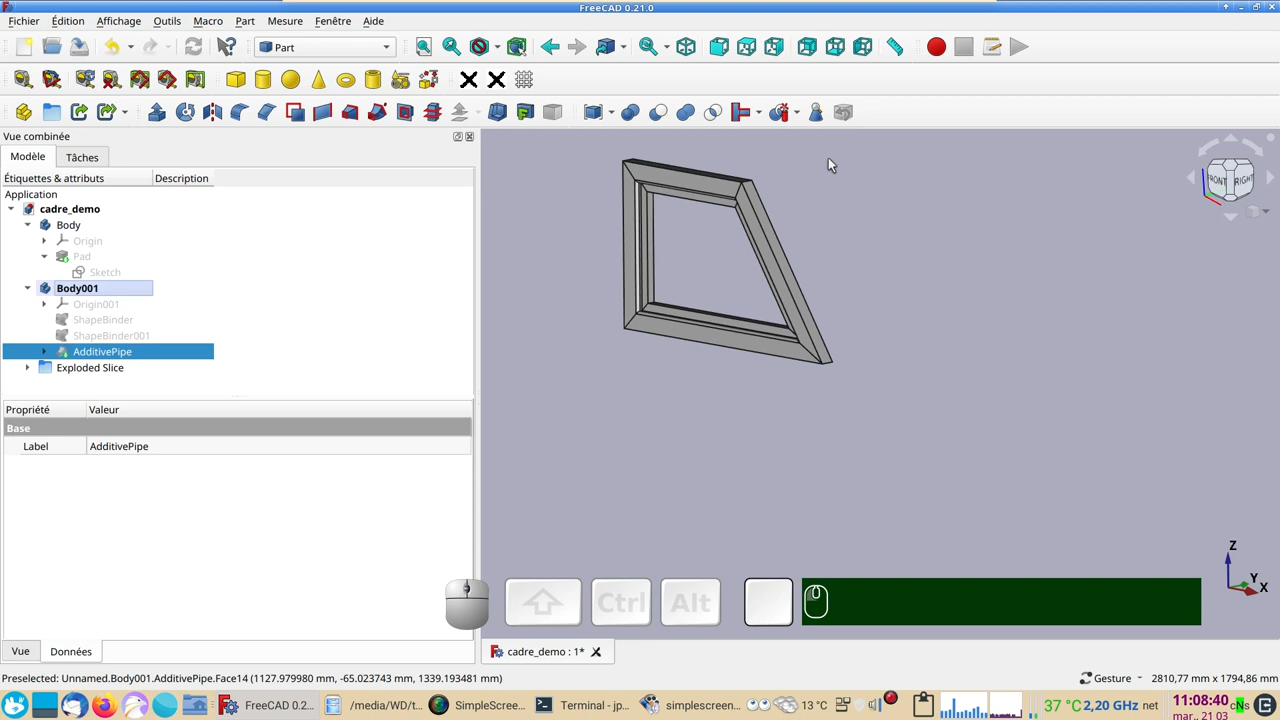 FreeCAD 0.21.0
Fichier Édition Affichage Outils Macro Part Mesure Fenêtre Aide
Part
Vue combinée
Modèle Tâches
Étiquettes & attributs Description
Application
cadre_demo
Body
Origin
Pad
Sketch
Body001
Origin001
ShapeBinder
ShapeBinder001
AdditivePipe
Exploded Slice
Propriété Valeur
Base
Label AdditivePipe
FRONT RIGHT
Z
Y
X
Ctrl Alt
Vue Données
cadre_demo : 1*
Preselected: Unnamed.Body001.AdditivePipe.Face14 (1127.979980 mm, -65.023743 mm, 1339.193481 mm)
Gesture 2810,77 mm x 1794,86 mm
FreeCAD 0.2... /media/WD/t... SimpleScree... Terminal - jp... simplescreen... 13 °C 37 °C 2,20 GHz net 11:08:40
mar., 21 03